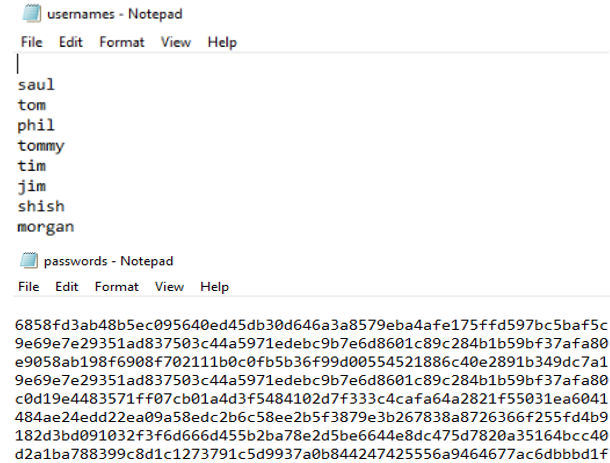 usernames - Notepad
File Edit Format View Help
saul
tom
phil
tommy
tim
jim
shish
morgan
passwords - Notepad
File Edit Format View Help
6858fd3ab48b5ec095640ed45db30d646a3a8579eba4afe175ffd597bc5baf5c
9e69e7e29351ad837503c44a5971edebc9b7e6d8601c89c284b1b59bf37afa80
e9058ab198f6908f702111b0c0fb5b36f99d00554521886c40e2891b349dc7a1
9e69e7e29351ad837503c44a5971edebc9b7e6d8601c89c284b1b59bf37afa80
c0d19e4483571ff07cb01a4d3f5484102d7f333c4cafa64a2821f55031ea6041
484ae24edd22ea09a58edc2b6c58ee2b5f3879e3b267838a8726366f255fd4b9
182d3bd091032f3f6d666d455b2ba78e2d5be6644e8dc475d7820a35164bcc40
d2a1ba788399c8d1c1273791c5d9937a0b844247425556a9464677ac6dbbbd1f